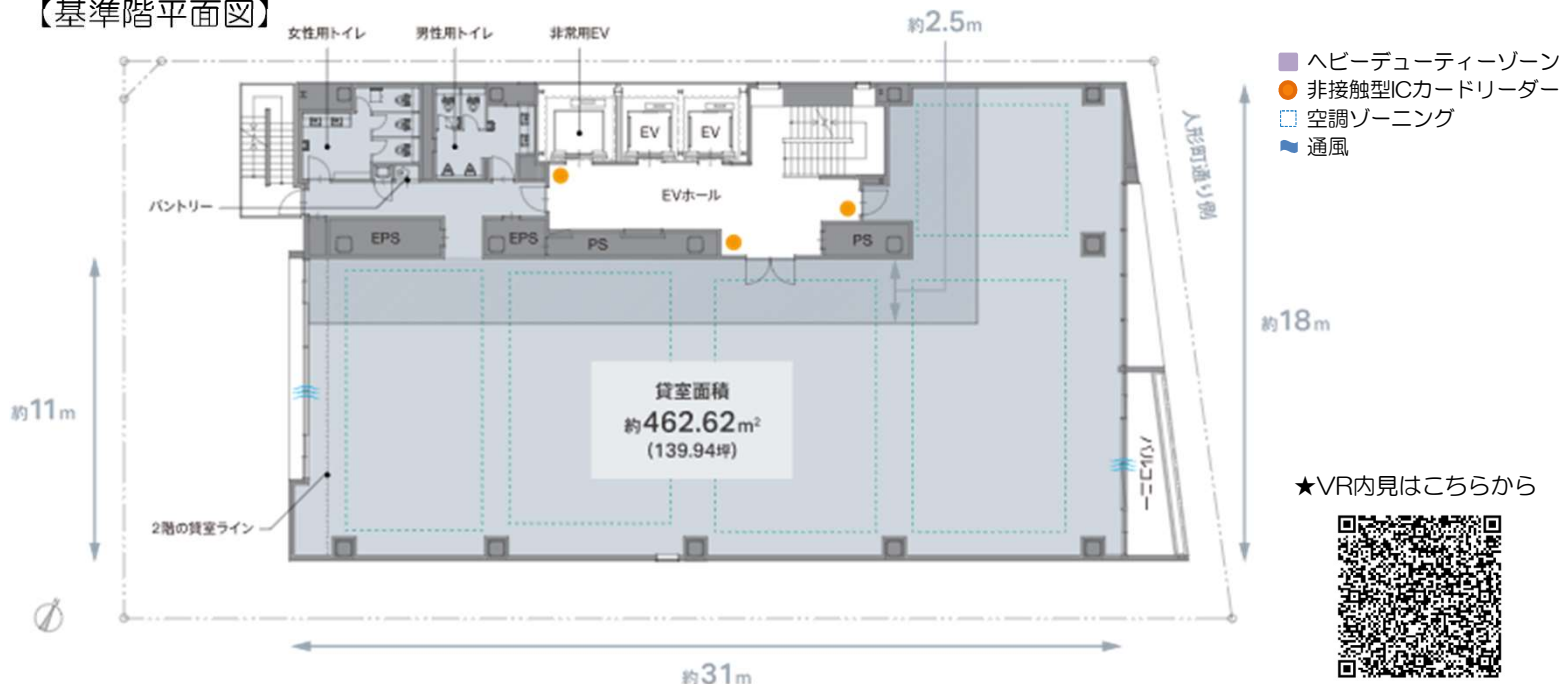 【基準階平面図】
女性用トイレ
男性用トイレ
非常用EV
約2.5m
ヘビーデューティーゾーン
非接触型ICカードリーダー
空調ゾーニング
通風
EV
EV
人形町通り側
パントリー
EVホール
EPS
EPS
PS
PS
約18m
約11m
貸室面積
約462.62m²
(139.94坪)
バルコニー
2階の貸室ライン
★VR内見はこちらから
約31m